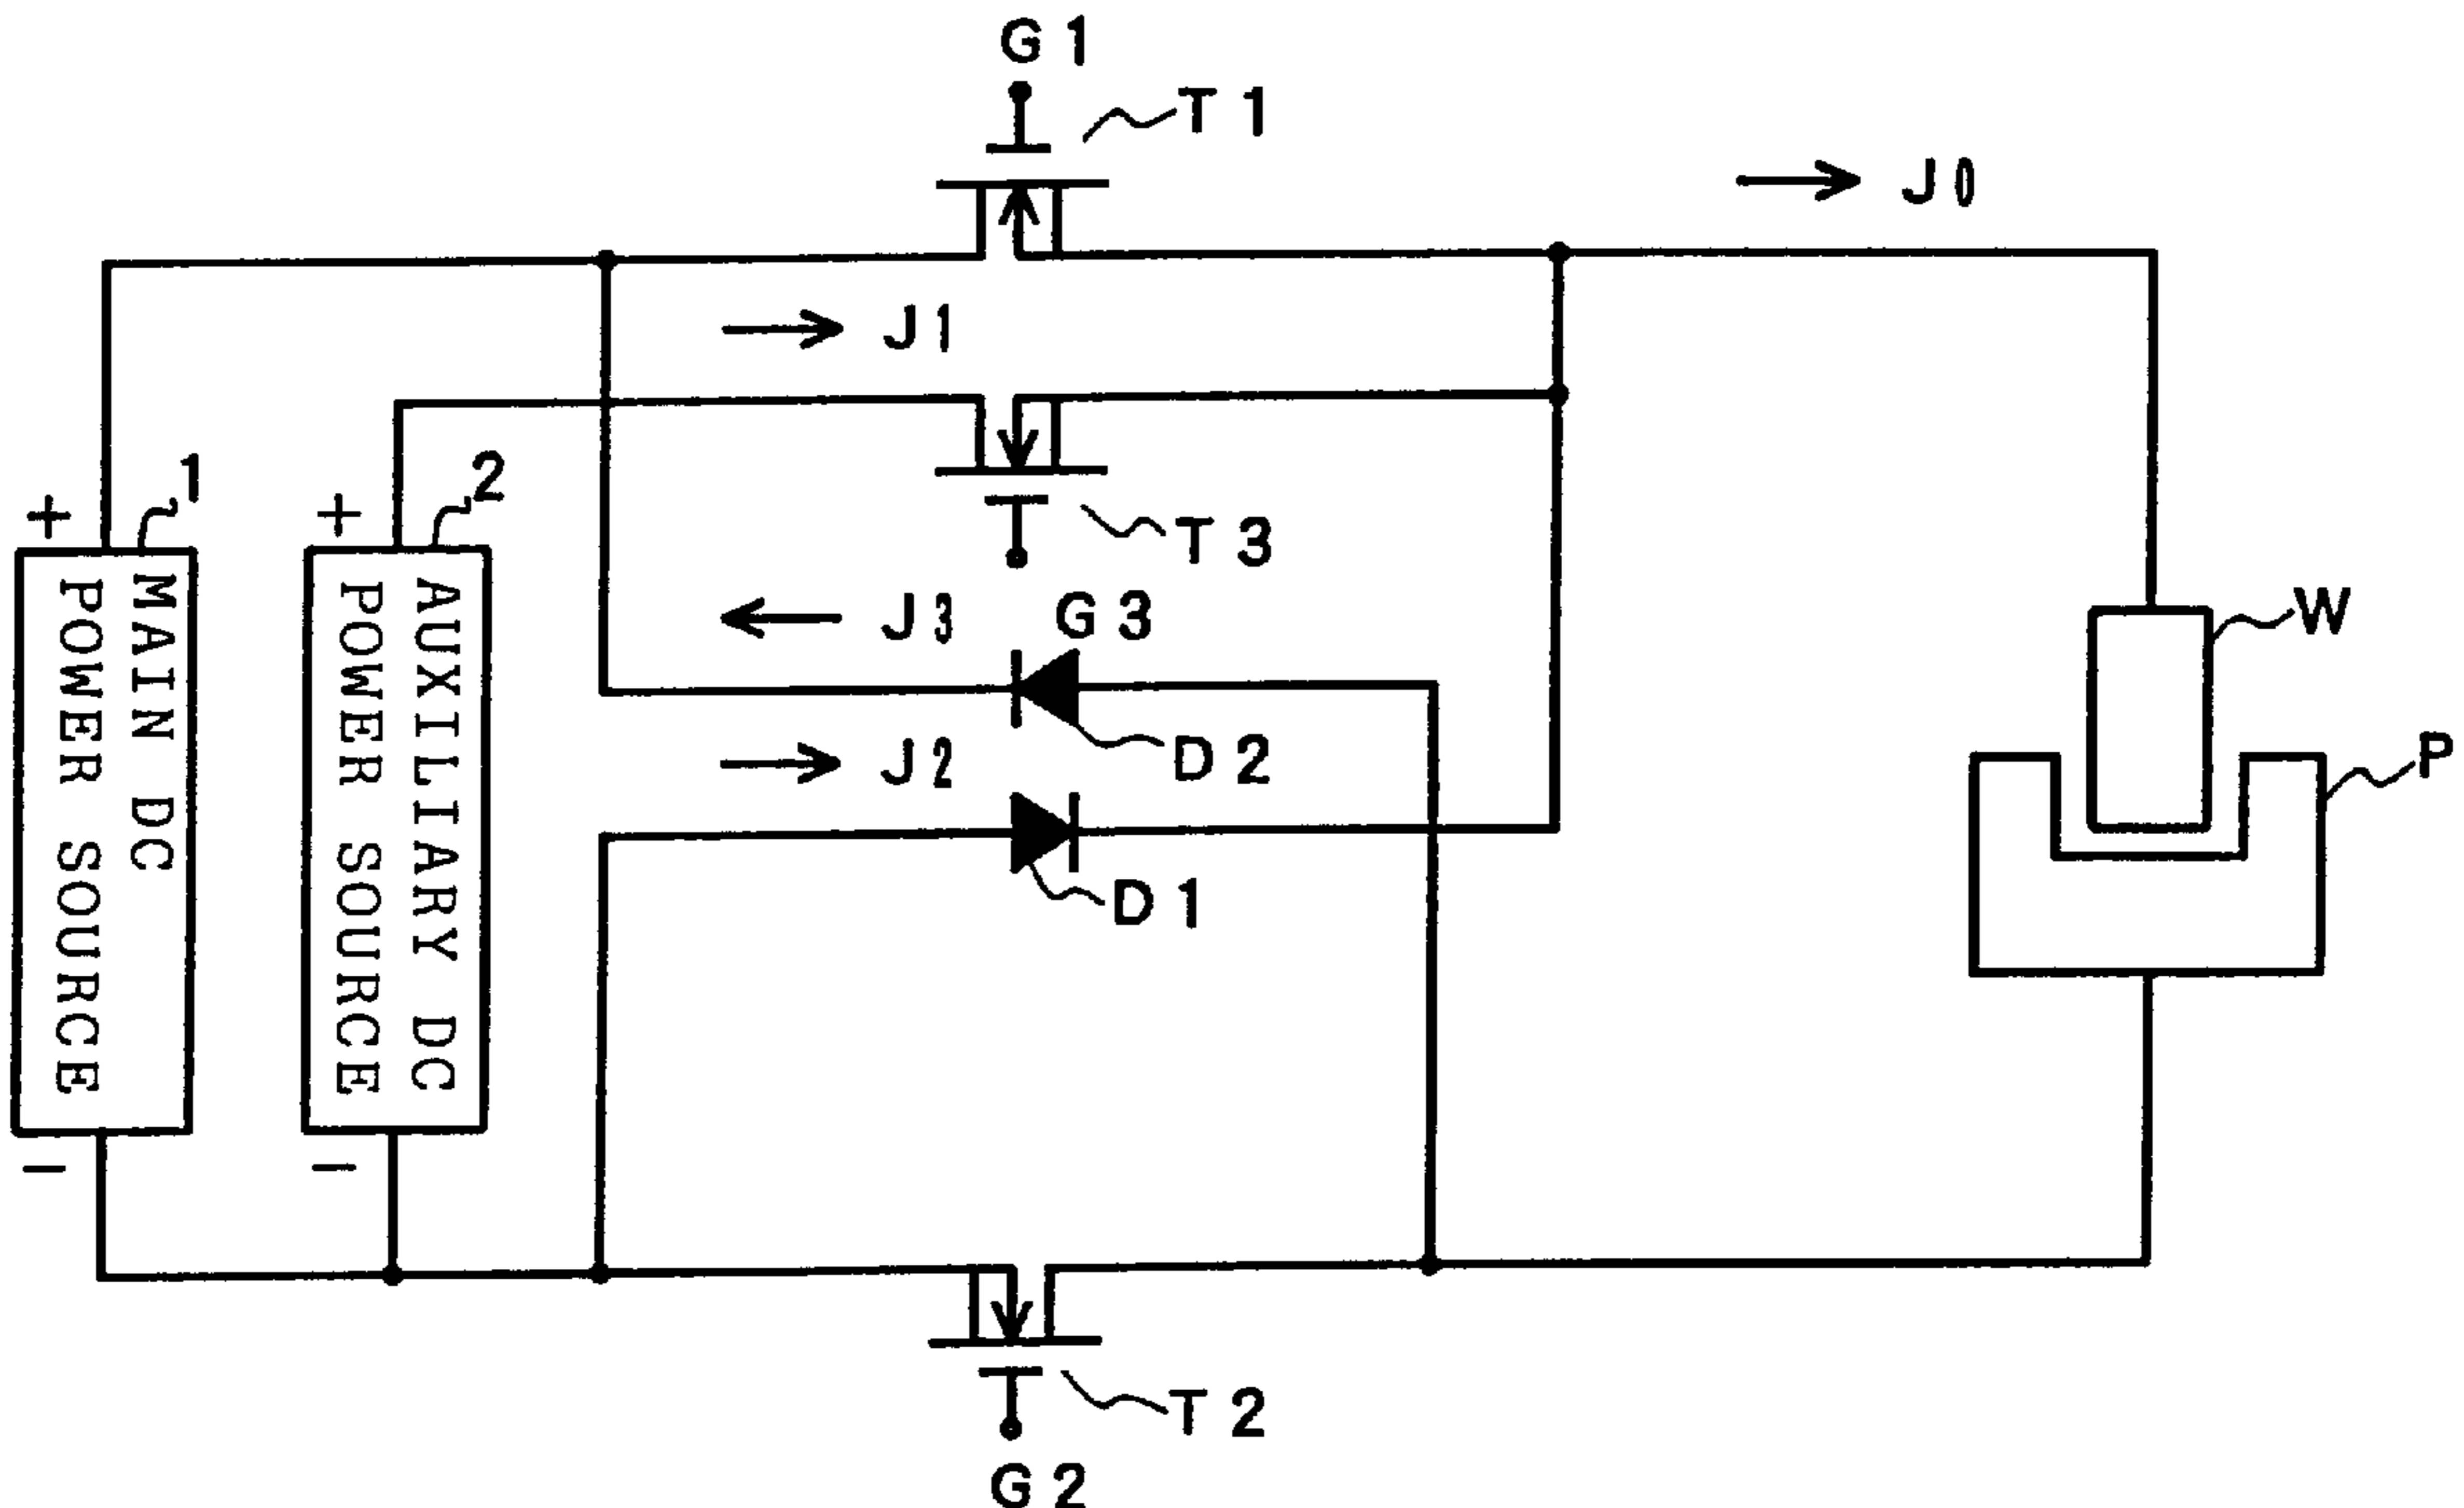 G1
T1
J0
J1
1
2
+
+
T3
J3
G3
W
D2
J2
P
D1
MAIN DC
POWER SOURCE
AUXILIARY DC
POWER SOURCE
−
−
T2
G2